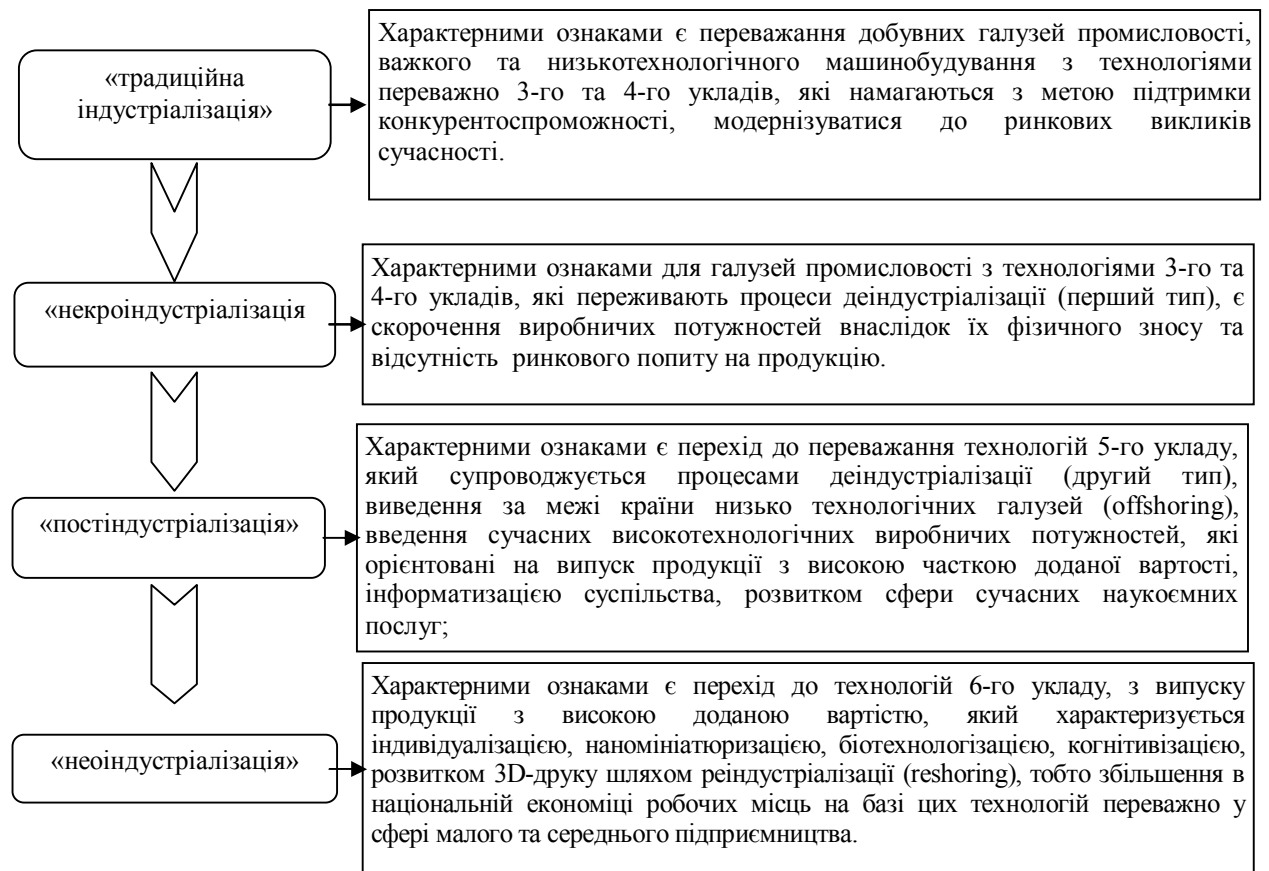 «традиційна
індустріалізація»
Характерними ознаками є переважання добувних галузей промисловості,
важкого та низькотехнологічного машинобудування з технологіями
переважно 3-го та 4-го укладів, які намагаються з метою підтримки
конкурентоспроможності, модернізуватися до ринкових викликів
сучасності.
«некроіндустріалізація
Характерними ознаками для галузей промисловості з технологіями 3-го та
4-го укладів, які переживають процеси деіндустріалізації (перший тип), є
скорочення виробничих потужностей внаслідок їх фізичного зносу та
відсутність ринкового попиту на продукцію.
«постіндустріалізація»
Характерними ознаками є перехід до переважання технологій 5-го укладу,
який супроводжується процесами деіндустріалізації (другий тип),
виведення за межі країни низько технологічних галузей (offshoring),
введення сучасних високотехнологічних виробничих потужностей, які
орієнтовані на випуск продукції з високою часткою доданої вартості,
інформатизацією суспільства, розвитком сфери сучасних наукоємних
послуг;
«неоіндустріалізація»
Характерними ознаками є перехід до технологій 6-го укладу, з випуску
продукції з високою доданою вартістю, який характеризується
індивідуалізацією, наномініатюризацією, біотехнологізацією, когнітивізацією,
розвитком 3D-друку шляхом реіндустріалізації (reshoring), тобто збільшення в
національній економіці робочих місць на базі цих технологій переважно у
сфері малого та середнього підприємництва.